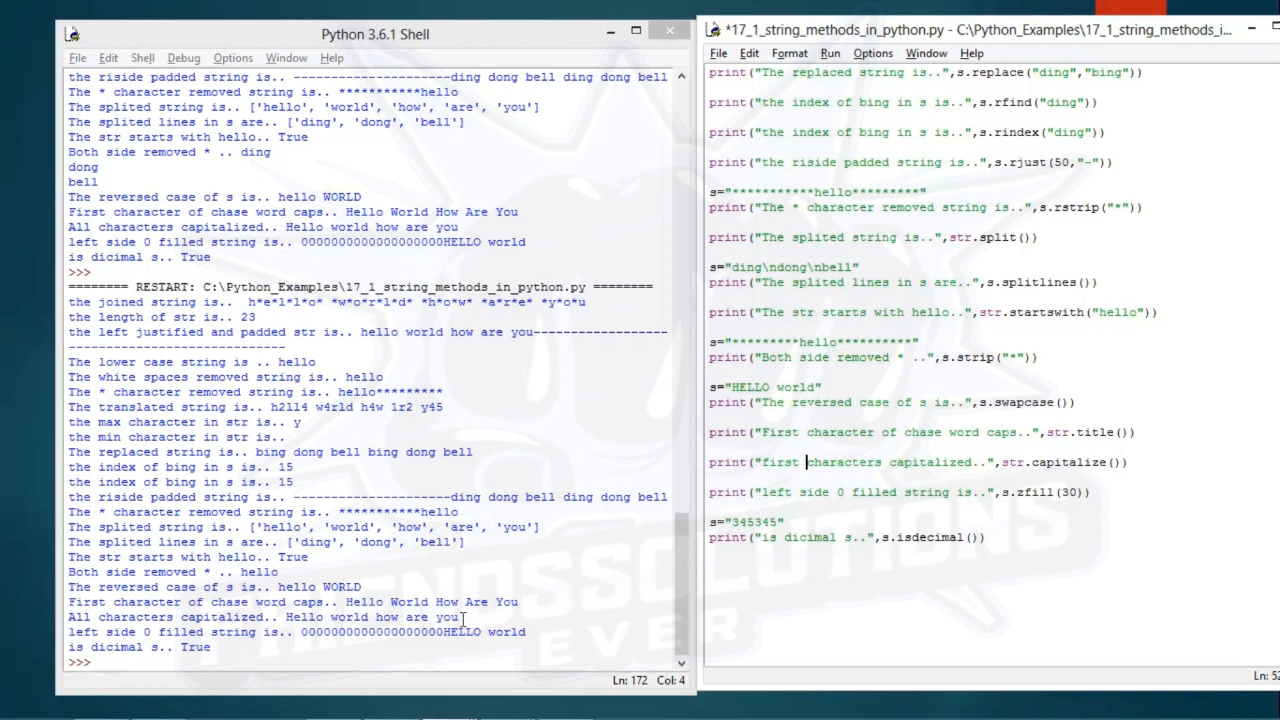 Python 3.6.1 Shell
File Edit Shell Debug Options Window Help
the riside padded string is.. ---------------------ding dong bell ding dong bell
The * character removed string is.. ***********hello
The splited string is.. ['hello', 'world', 'how', 'are', 'you']
The splited lines in s are.. ['ding', 'dong', 'bell']
The str starts with hello.. True
Both side removed * .. ding
dong
bell
The reversed case of s is.. hello WORLD
First character of chase word caps.. Hello World How Are You
All characters capitalized.. Hello world how are you
left side 0 filled string is.. 0000000000000000000HELLO world
is dicimal s.. True
>>>
======== RESTART: C:\Python_Examples\17_1_string_methods_in_python.py ========
the joined string is..  h*e*l*l*o* *w*o*r*l*d* *h*o*w* *a*r*e* *y*o*u
the length of str is.. 23
the left justified and padded str is.. hello world how are you------------------
-----------------------------
The lower case string is .. hello
The white spaces removed string is.. hello
The * character removed string is.. hello*********
The translated string is.. h2ll4 w4rld h4w 1r2 y45
the max character in str is.. y
the min character in str is..
The replaced string is.. bing dong bell bing dong bell
the index of bing in s is.. 15
the index of bing in s is.. 15
the riside padded string is.. ---------------------ding dong bell ding dong bell
The * character removed string is.. ***********hello
The splited string is.. ['hello', 'world', 'how', 'are', 'you']
The splited lines in s are.. ['ding', 'dong', 'bell']
The str starts with hello.. True
Both side removed * .. hello
The reversed case of s is.. hello WORLD
First character of chase word caps.. Hello World How Are You
All characters capitalized.. Hello world how are you
left side 0 filled string is.. 0000000000000000000HELLO world
is dicimal s.. True
>>>
Ln: 172 Col: 4
*17_1_string_methods_in_python.py - C:\Python_Examples\17_1_string_methods_i...
File Edit Format Run Options Window Help
print("The replaced string is..",s.replace("ding","bing"))
print("the index of bing in s is..",s.rfind("ding"))
print("the index of bing in s is..",s.rindex("ding"))
print("the riside padded string is..",s.rjust(50,"-"))
s="***********hello*********"
print("The * character removed string is..",s.rstrip("*"))
print("The splited string is..",str.split())
s="ding\ndong\nbell"
print("The splited lines in s are..",s.splitlines())
print("The str starts with hello..",str.startswith("hello"))
s="*********hello**********"
print("Both side removed * ..",s.strip("*"))
s="HELLO world"
print("The reversed case of s is..",s.swapcase())
print("First character of chase word caps..",str.title())
print("first characters capitalized..",str.capitalize())
print("left side 0 filled string is..",s.zfill(30))
s="345345"
print("is dicimal s..",s.isdecimal())
Ln: 52
EVER